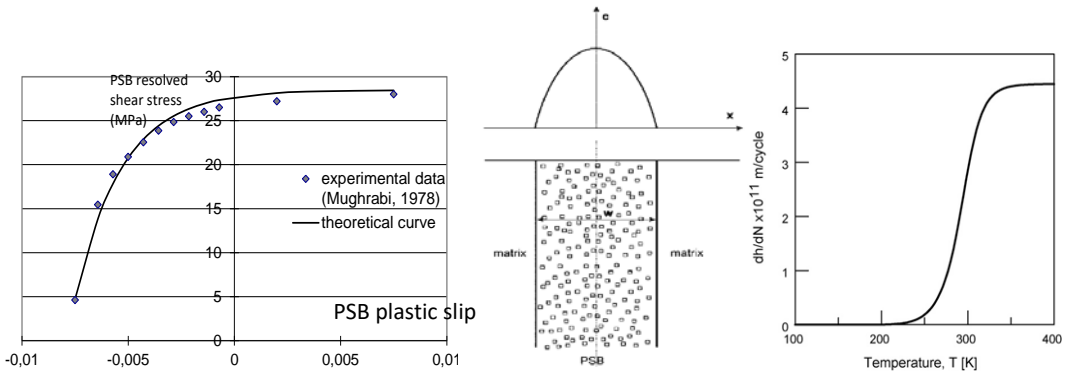 PSB resolved
shear stress
(MPa)
30
25
20
15
10
5
0
-0,01
-0,005
0
0,005
0,01
experimental data
(Mughrabi, 1978)
theoretical curve
PSB plastic slip
c
x
w
matrix
matrix
PSB
dh/dN x10¹¹ m/cycle
5
4
3
2
1
0
100
200
300
400
Temperature, T [K]